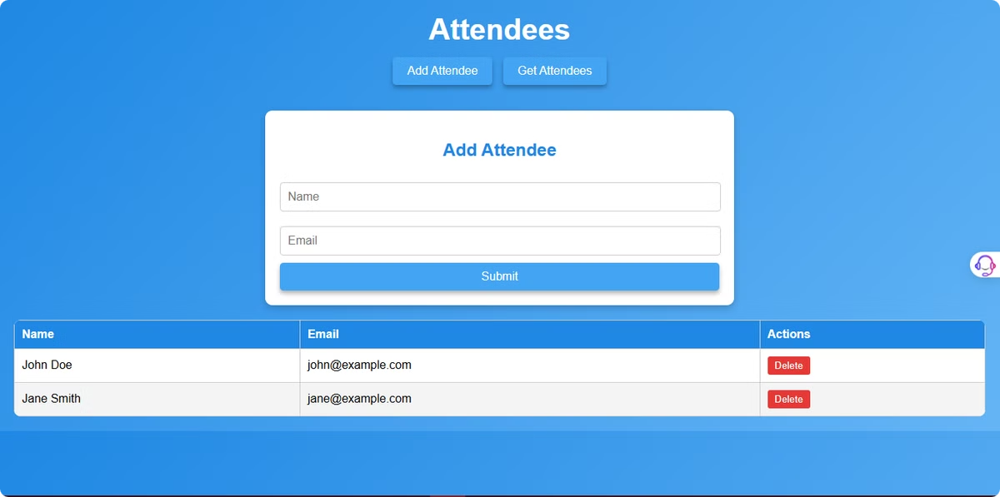 Attendees
Add Attendee Get Attendees
Add Attendee
Name
Email
Submit
Name Email Actions
John Doe john@example.com Delete
Jane Smith jane@example.com Delete